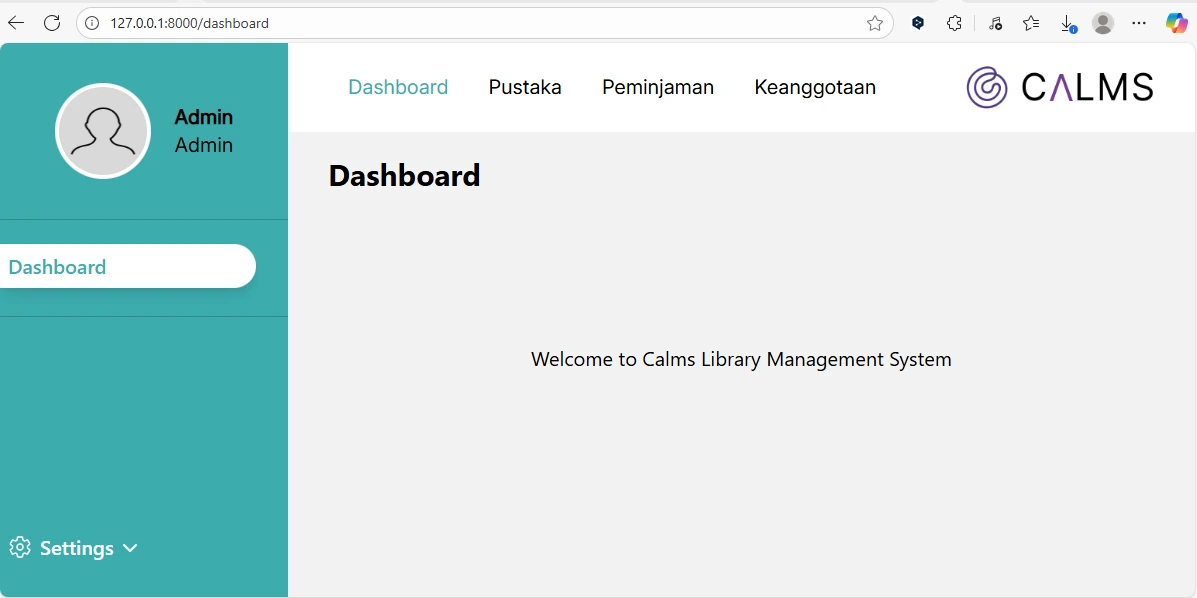 127.0.0.1:8000/dashboard
Admin
Admin
Dashboard
Settings
Dashboard Pustaka Peminjaman Keanggotaan
CALMS
Dashboard
Welcome to Calms Library Management System